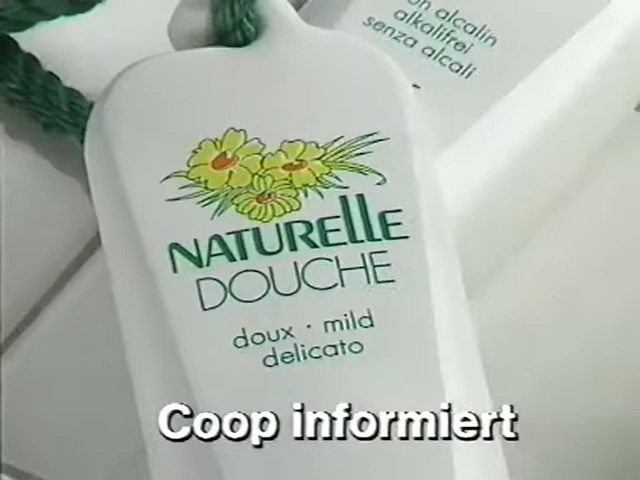 alcalin
alkalifrei
senza alcali
NATURELLE
DOUCHE
doux · mild
delicato
Coop informiert